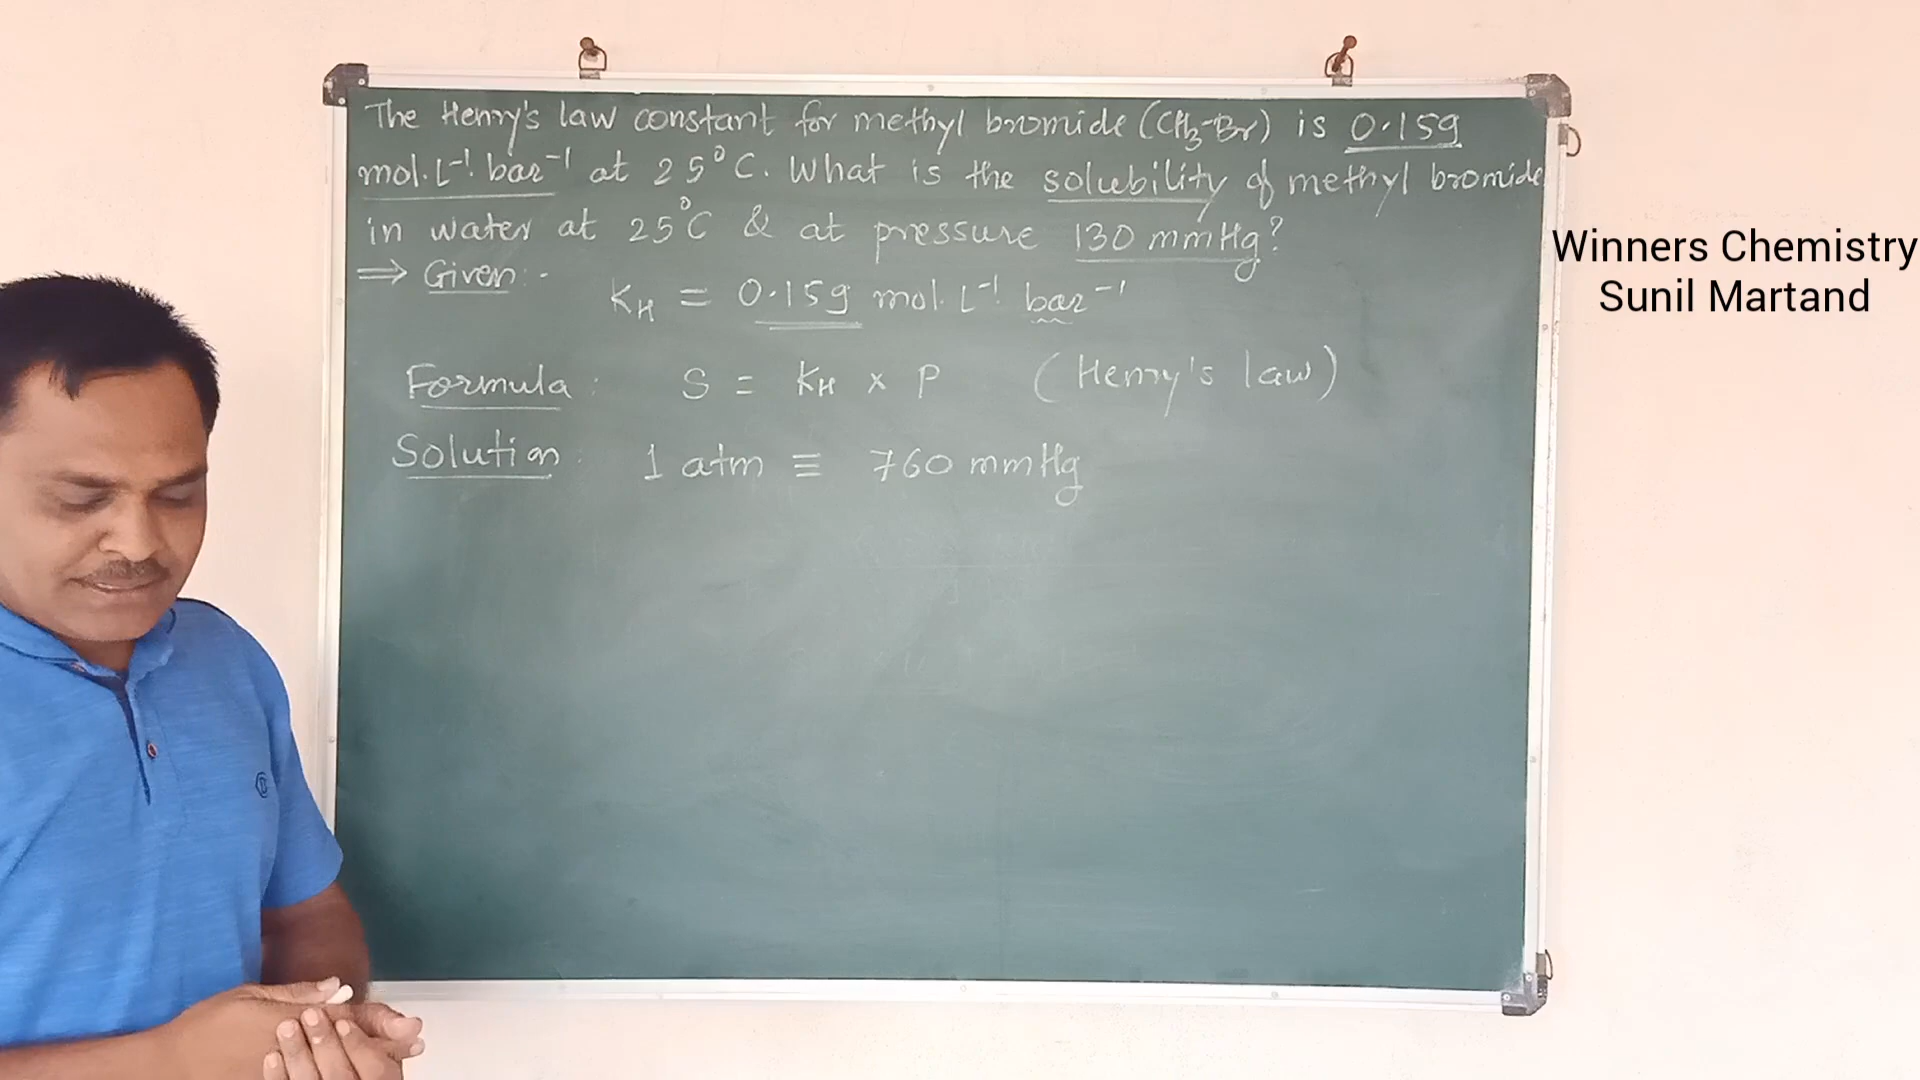 The Henry's law constant for methyl bromide (CH₃-Br) is 0.159
mol.L⁻¹. bar⁻¹ at 25°C. What is the solubility of methyl bromide
in water at 25°C & at pressure 130 mmHg?
⇒ Given:-
K_H = 0.159 mol. L⁻¹ bar⁻¹
Formula: S = K_H x P (Henry's law)
Solution: 1 atm ≡ 760 mmHg
Winners Chemistry
Sunil Martand